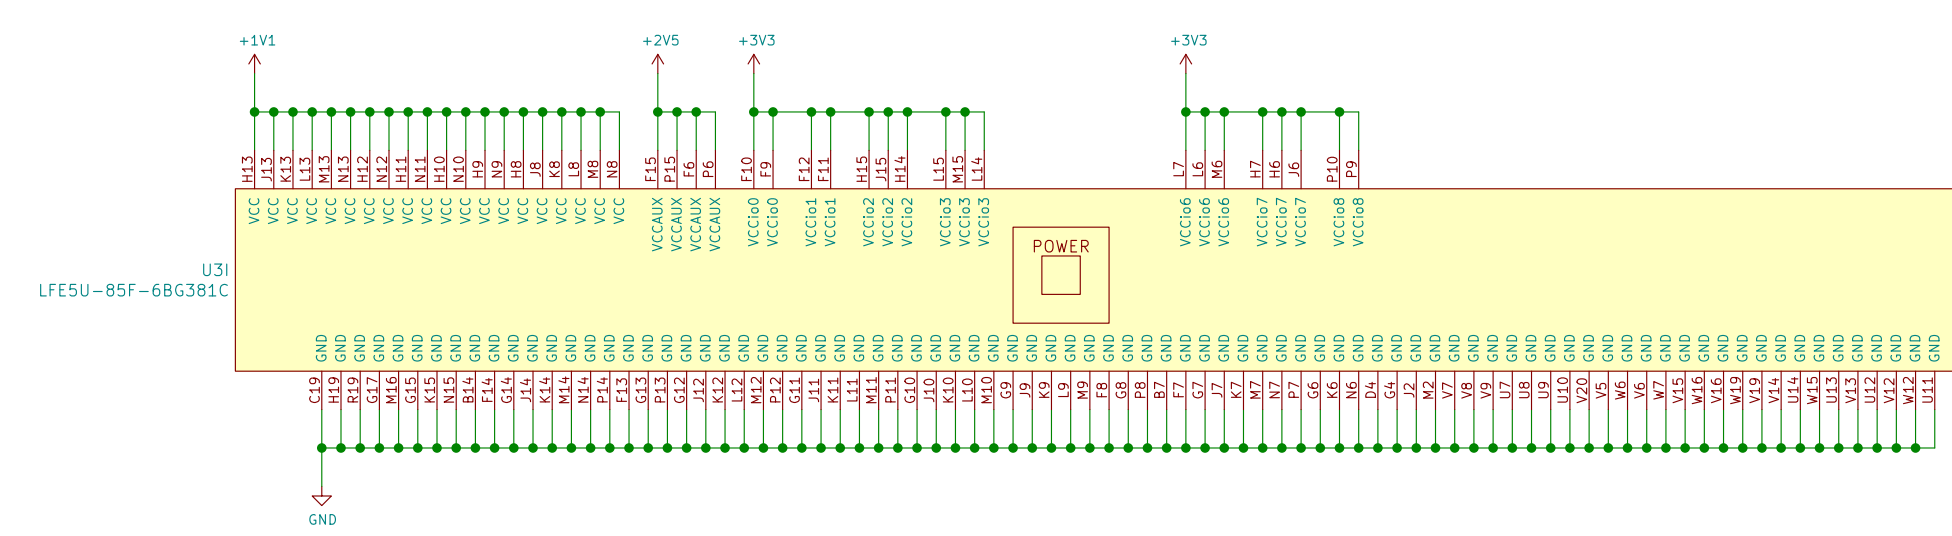 +1V1 +2V5 +3V3 +3V3
H13 J13 K13 L13 M13 N13 H12 N12 H11 N11 H10 N10 H9 N9 H8 J8 K8 L8 M8 N8 F15 P15 F6 P6 F10 F9 F12 F11 H15 J15 H14 L15 M15 L14 L7 L6 M6 H7 H6 J6 P10 P9
VCC VCC VCC VCC VCC VCC VCC VCC VCC VCC VCC VCC VCC VCC VCC VCC VCC VCC VCC VCC VCCAUX VCCAUX VCCAUX VCCAUX VCCio0 VCCio0 VCCio1 VCCio1 VCCio2 VCCio2 VCCio2 VCCio3 VCCio3 VCCio3 VCCio6 VCCio6 VCCio6 VCCio7 VCCio7 VCCio7 VCCio8 VCCio8
POWER
U3I
LFE5U-85F-6BG381C
GND GND GND GND GND GND GND GND GND GND GND GND GND GND GND GND GND GND GND GND GND GND GND GND GND GND GND GND GND GND GND GND GND GND GND GND GND GND GND GND GND GND GND GND GND GND GND GND GND GND GND GND GND GND GND GND GND GND GND GND GND GND GND GND GND GND GND GND GND GND GND GND GND GND GND GND GND GND GND GND GND GND GND GND GND
C19 H19 R19 G17 M16 G15 K15 N15 B14 F14 G14 J14 K14 M14 N14 P14 F13 G13 P13 G12 J12 K12 L12 M12 P12 G11 J11 K11 L11 M11 P11 G10 J10 K10 L10 M10 G9 J9 K9 L9 M9 F8 G8 P8 B7 F7 G7 J7 K7 M7 N7 P7 G6 K6 N6 D4 G4 J2 M2 V7 V8 V9 U7 U8 U9 U10 V20 V5 W6 V6 W7 V15 W16 V16 W19 V19 V14 U14 W15 U13 V13 U12 V12 W12 U11
GND